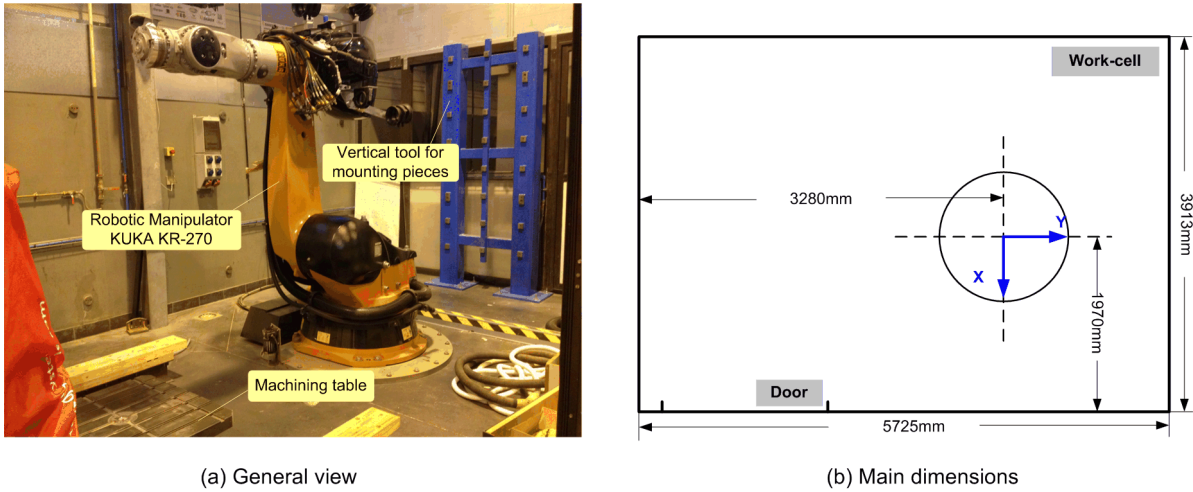 Vertical tool for
mounting pieces
Robotic Manipulator
KUKA KR-270
Machining table
Work-cell
3280mm
Y
X
1970mm
3913mm
Door
5725mm
(a) General view
(b) Main dimensions